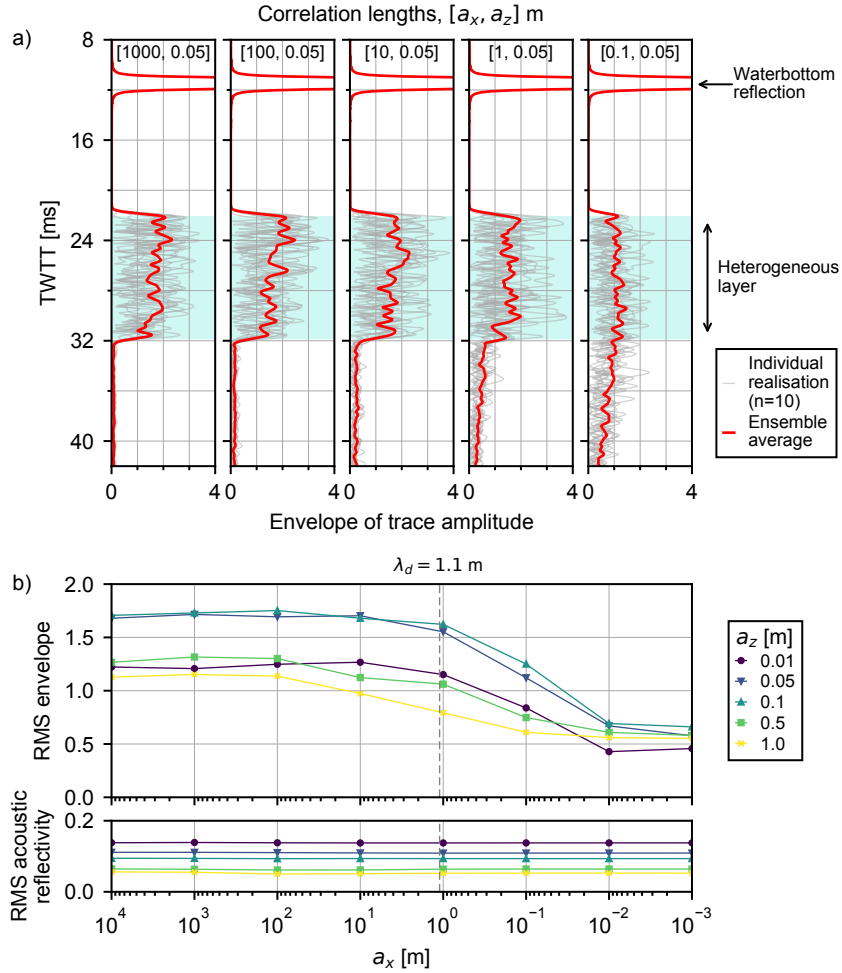 Correlation lengths, [a_x, a_z] m
a)
[1000, 0.05] [100, 0.05] [10, 0.05] [1, 0.05] [0.1, 0.05]
8
16
24
32
40
TWTT [ms]
Waterbottom
reflection
Heterogeneous
layer
Individual
realisation
(n=10)
Ensemble
average
0 4 0 4 0 4 0 4 0 4
Envelope of trace amplitude
b)
λ_d = 1.1 m
2.0
1.5
1.0
0.5
0.0
RMS envelope
a_z [m]
0.01
0.05
0.1
0.5
1.0
0.2
0.0
RMS acoustic
reflectivity
10^4 10^3 10^2 10^1 10^0 10^-1 10^-2 10^-3
a_x [m]